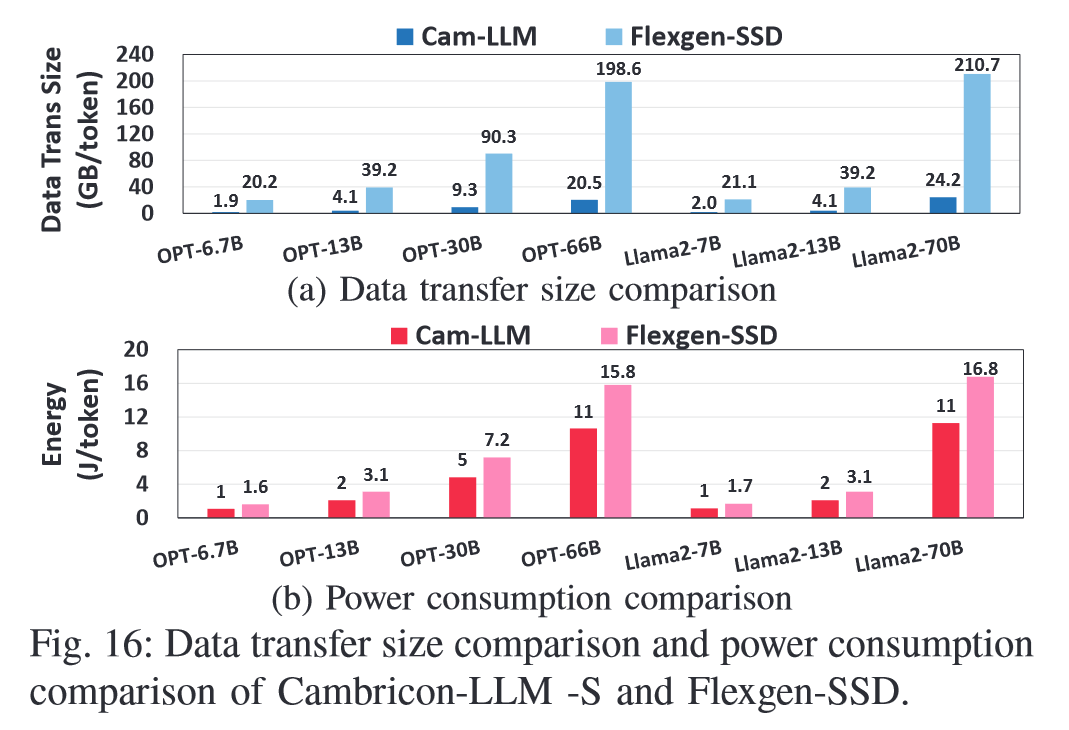 Cam-LLM Flexgen-SSD
Data Trans Size
(GB/token)
240
200
160
120
80
40
0
1.9 20.2 4.1 39.2 9.3 90.3 20.5 198.6 2.0 21.1 4.1 39.2 24.2 210.7
OPT-6.7B OPT-13B OPT-30B OPT-66B Llama2-7B Llama2-13B Llama2-70B
(a) Data transfer size comparison
Cam-LLM Flexgen-SSD
Energy
(J/token)
20
16
12
8
4
0
1 1.6 2 3.1 5 7.2 11 15.8 1 1.7 2 3.1 11 16.8
OPT-6.7B OPT-13B OPT-30B OPT-66B Llama2-7B Llama2-13B Llama2-70B
(b) Power consumption comparison
Fig. 16: Data transfer size comparison and power consumption
comparison of Cambricon-LLM -S and Flexgen-SSD.